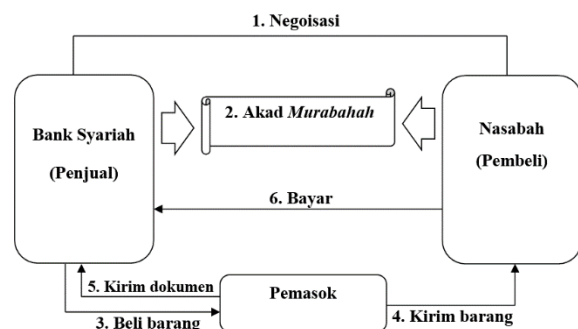 1. Negoisasi
Bank Syariah
(Penjual)
2. Akad Murabahah
Nasabah
(Pembeli)
6. Bayar
5. Kirim dokumen
Pemasok
3. Beli barang
4. Kirim barang